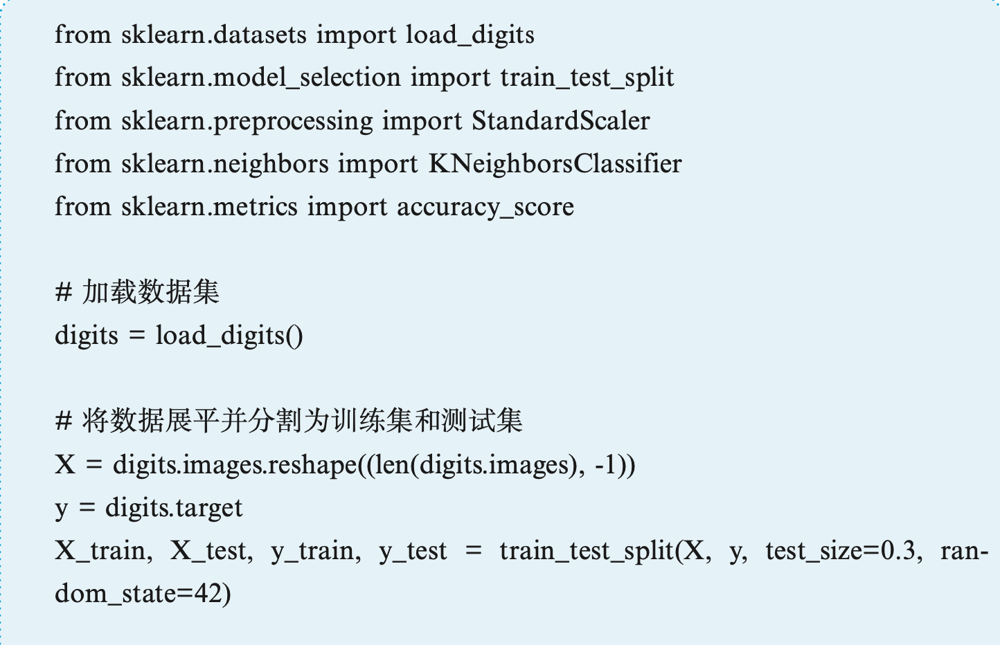 from sklearn.datasets import load_digits
from sklearn.model_selection import train_test_split
from sklearn.preprocessing import StandardScaler
from sklearn.neighbors import KNeighborsClassifier
from sklearn.metrics import accuracy_score
# 加载数据集
digits = load_digits()
# 将数据展平并分割为训练集和测试集
X = digits.images.reshape((len(digits.images), -1))
y = digits.target
X_train, X_test, y_train, y_test = train_test_split(X, y, test_size=0.3, ran-
dom_state=42)